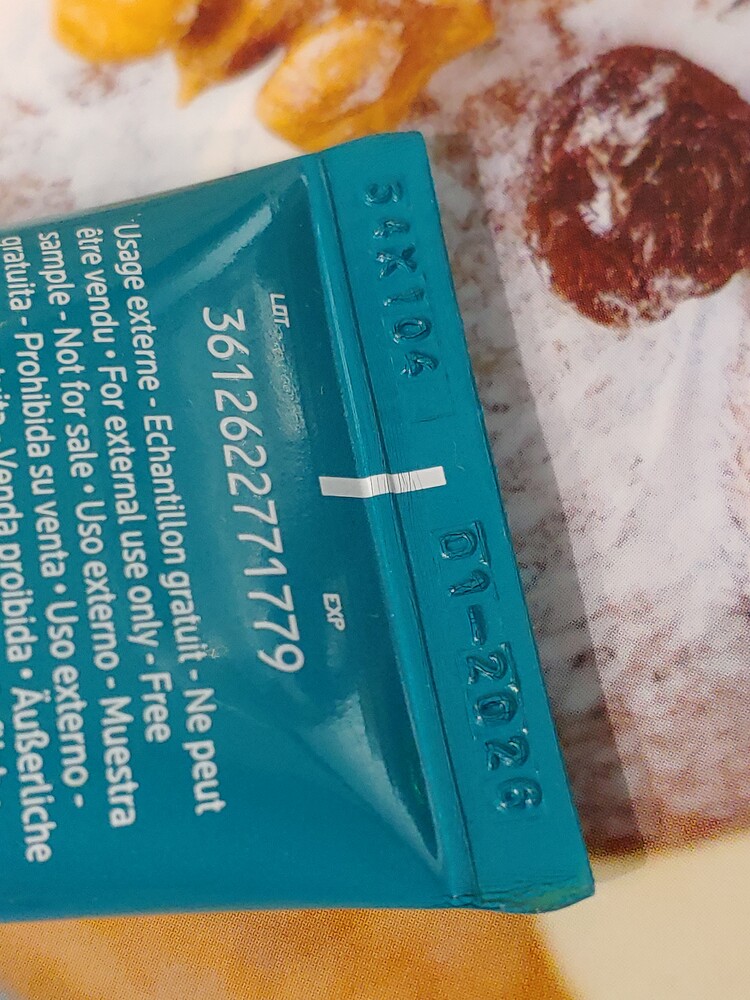 01-2026
LOT
EXP
3612622771779
Usage externe - Echantillon gratuit - Ne peut
être vendu • For external use only - Free
sample - Not for sale • Uso externo - Muestra
gratuita - Prohibida su venta • Uso externo -
Venda proibida • Äußerliche